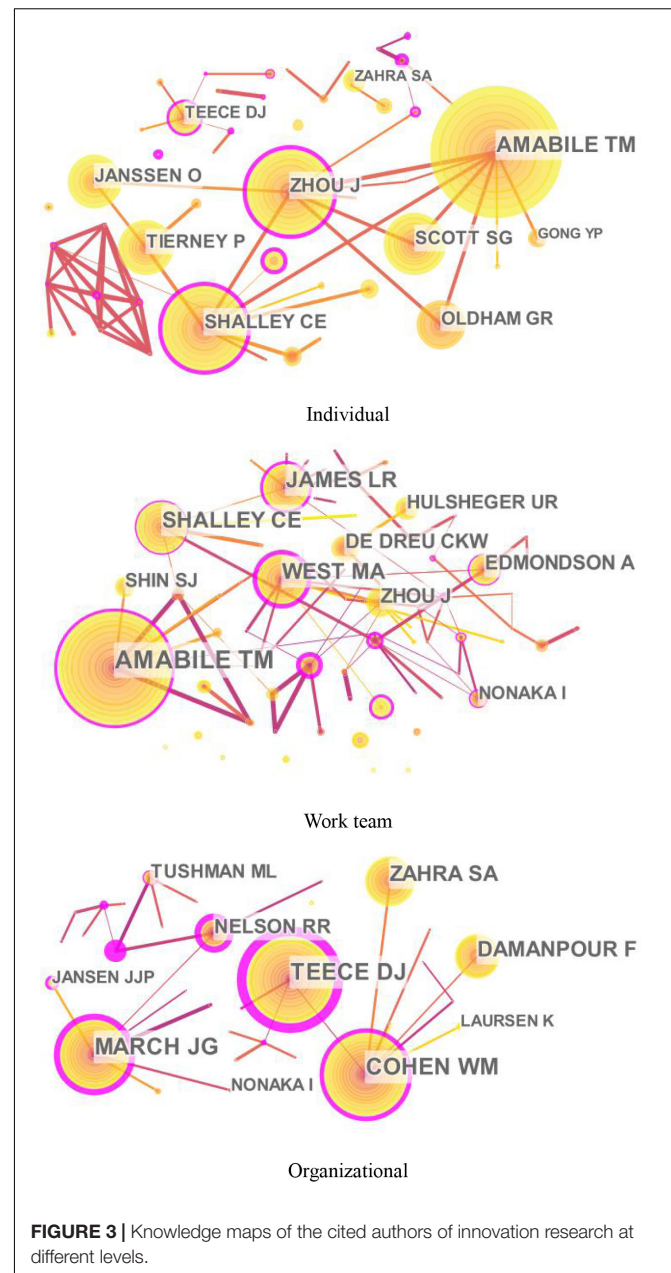 ZAHRA SA
TEECE DJ
AMABILE TM
JANSSEN O
ZHOU J
TIERNEY P
SCOTT SG
GONG YP
SHALLEY CE
OLDHAM GR
Individual
JAMES LR
HULSHEGER UR
SHALLEY CE
DE DREU CKW
EDMONDSON A
WEST MA
SHIN SJ
ZHOU J
AMABILE TM
NONAKA I
Work team
TUSHMAN ML
ZAHRA SA
NELSON RR
DAMANPOUR F
TEECE DJ
JANSEN JJP
LAURSEN K
MARCH JG
COHEN WM
NONAKA I
Organizational
FIGURE 3 | Knowledge maps of the cited authors of innovation research at
different levels.